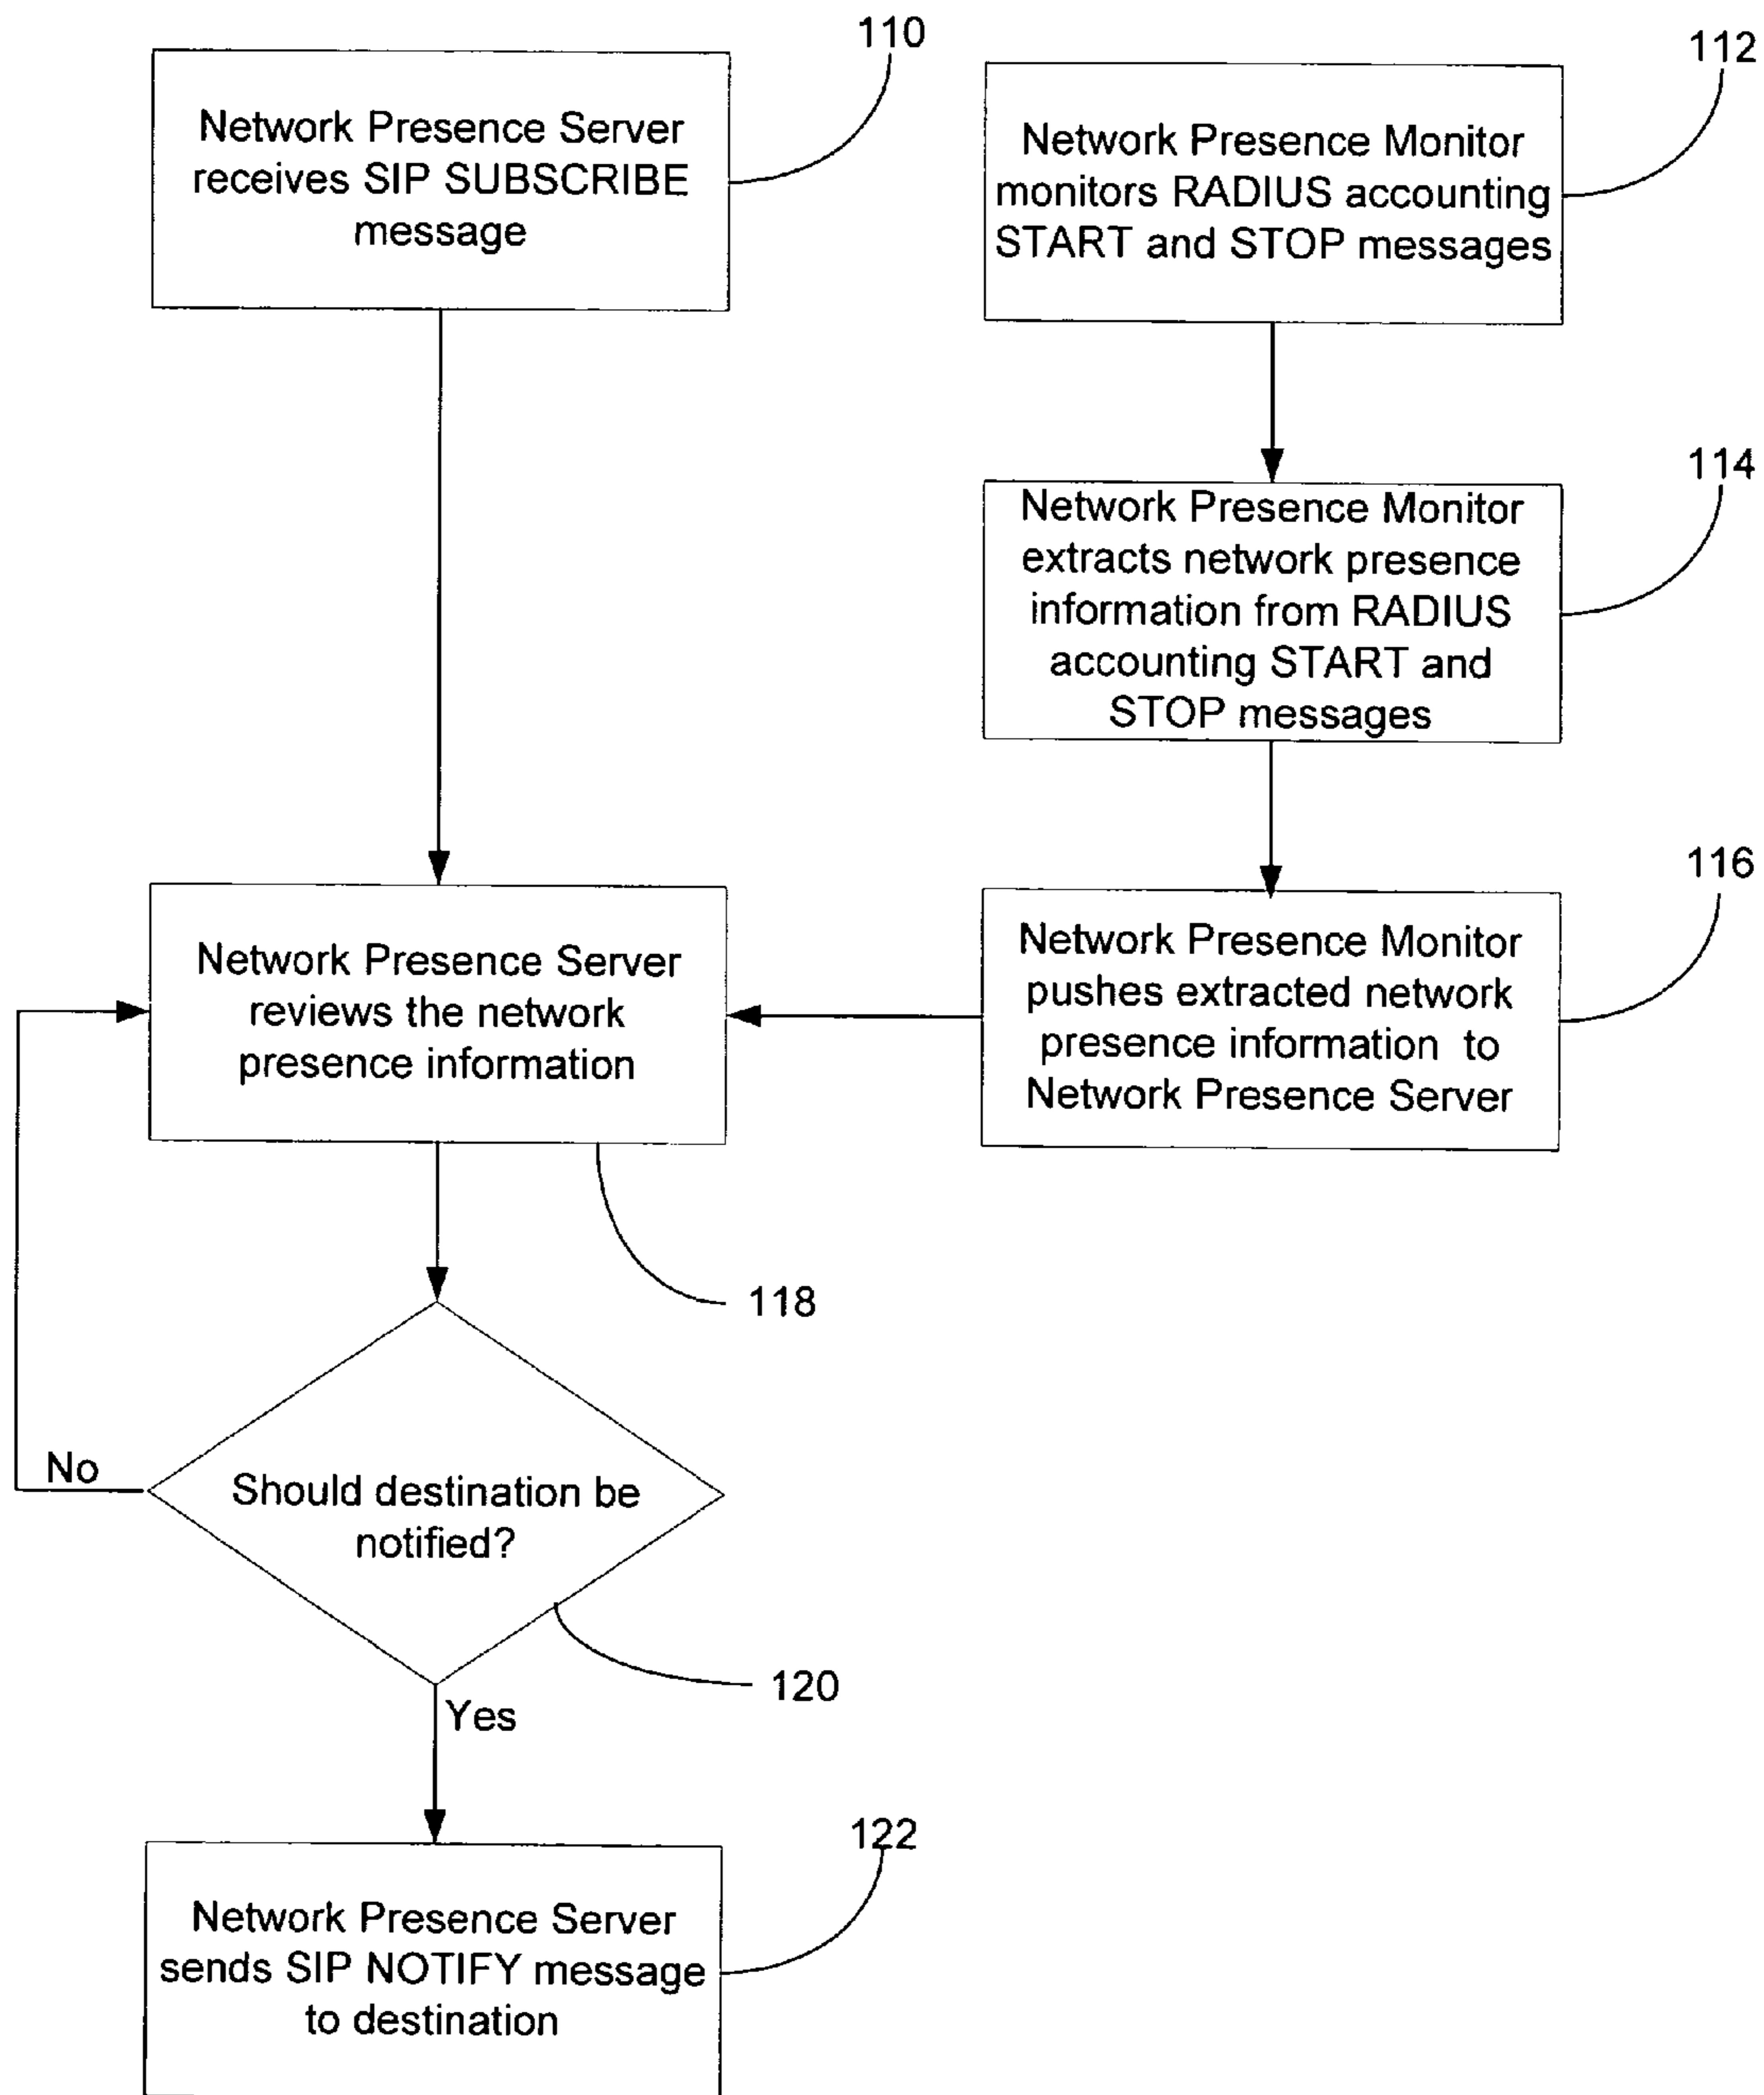 110
Network Presence Server
receives SIP SUBSCRIBE
message
112
Network Presence Monitor
monitors RADIUS accounting
START and STOP messages
114
Network Presence Monitor
extracts network presence
information from RADIUS
accounting START and
STOP messages
116
Network Presence Monitor
pushes extracted network
presence information to
Network Presence Server
Network Presence Server
reviews the network
presence information
118
No
Should destination be
notified?
120
Yes
122
Network Presence Server
sends SIP NOTIFY message
to destination